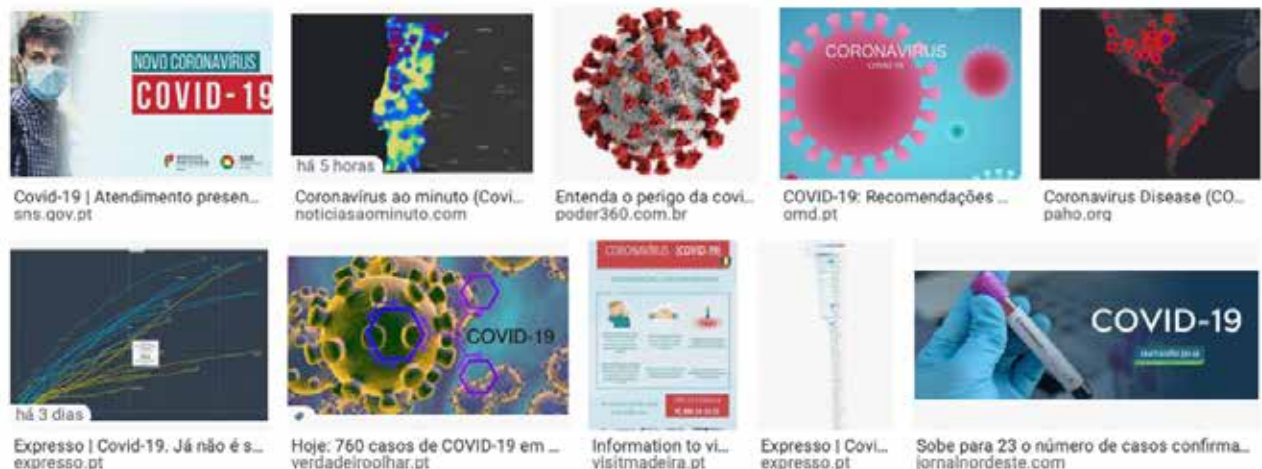 NOVO CORONAVÍRUS
COVID-19
há 5 horas
CORONAVÍRUS
COVID 19
Covid-19 | Atendimento presen...
sns.gov.pt
Coronavírus ao minuto (Covi...
noticiasaominuto.com
Entenda o perigo da covi...
poder360.com.br
COVID-19: Recomendações ...
omd.pt
Coronavirus Disease (CO...
paho.org
há 3 dias
COVID-19
CORONAVÍRUS (COVID-19)
COVID-19
Expresso | Covid-19. Já não é s...
expresso.pt
Hoje: 760 casos de COVID-19 em ...
verdadeiroolhar.pt
Information to vi...
visitmadeira.pt
Expresso | Covi...
expresso.pt
Sobe para 23 o número de casos confirma...
jornalnordeste.com